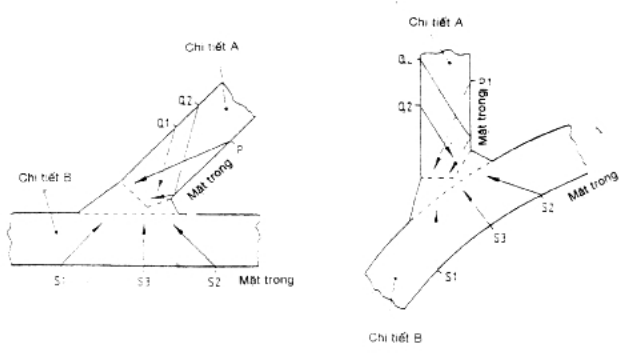 Chi tiết A
Q1
Q2
P
Mặt trong
Chi tiết B
S1
S3
S2
Mặt trong
Chi tiết A
Q2
P1
Mặt trong
S2
Mặt trong
S3
S1
Chi tiết B